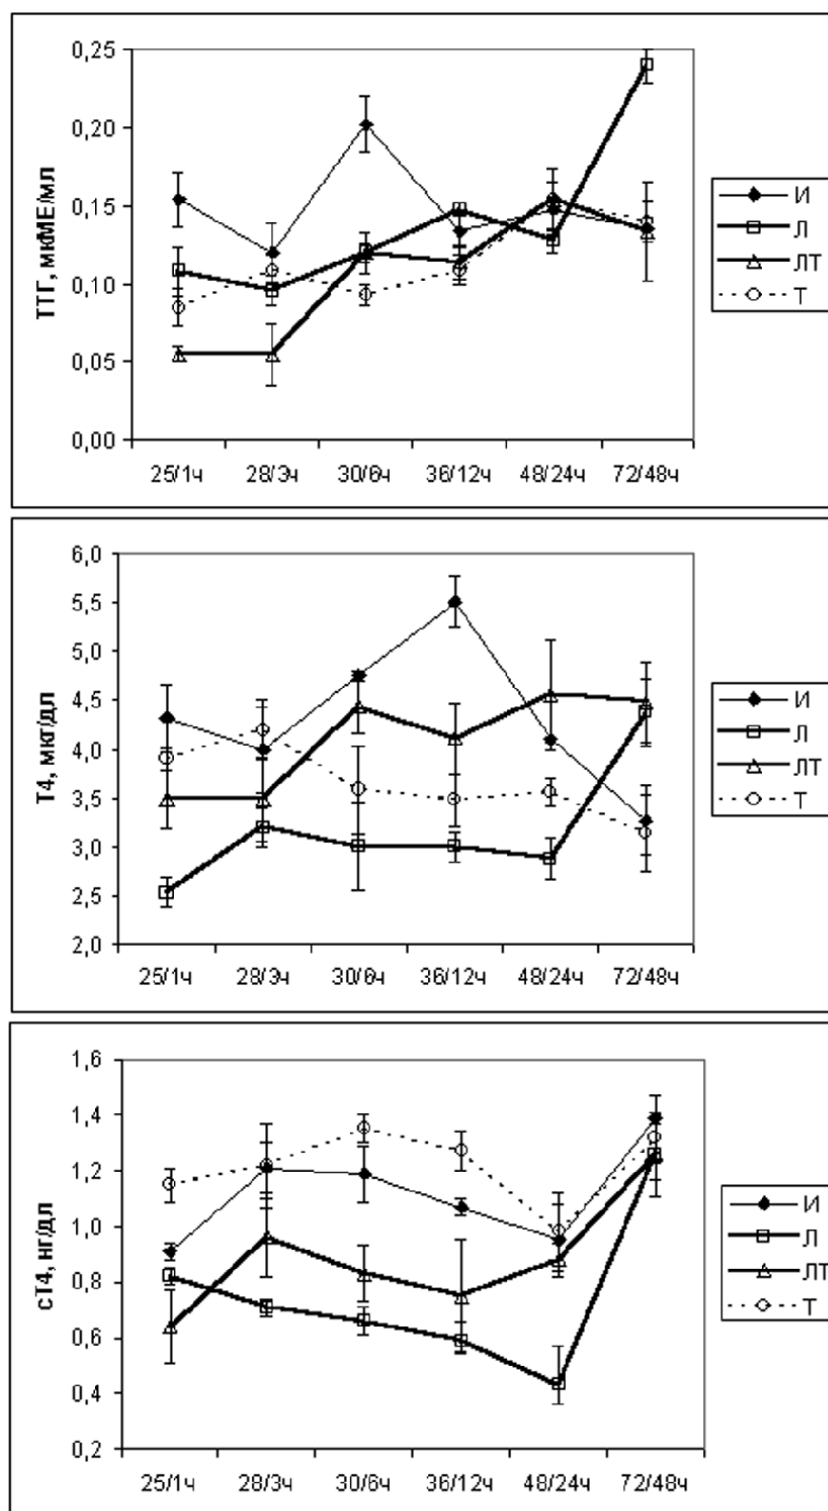 ТТГ, мкМЕ/мл
0,25
0,20
0,15
0,10
0,05
0,00
25/1ч 28/3ч 30/6ч 36/12ч 48/24ч 72/48ч
И
Л
ЛТ
Т
Т4, мкг/дл
6,0
5,5
5,0
4,5
4,0
3,5
3,0
2,5
2,0
25/1ч 28/3ч 30/6ч 36/12ч 48/24ч 72/48ч
И
Л
ЛТ
Т
сТ4, нг/дл
1,6
1,4
1,2
1,0
0,8
0,6
0,4
0,2
25/1ч 28/3ч 30/6ч 36/12ч 48/24ч 72/48ч
И
Л
ЛТ
Т